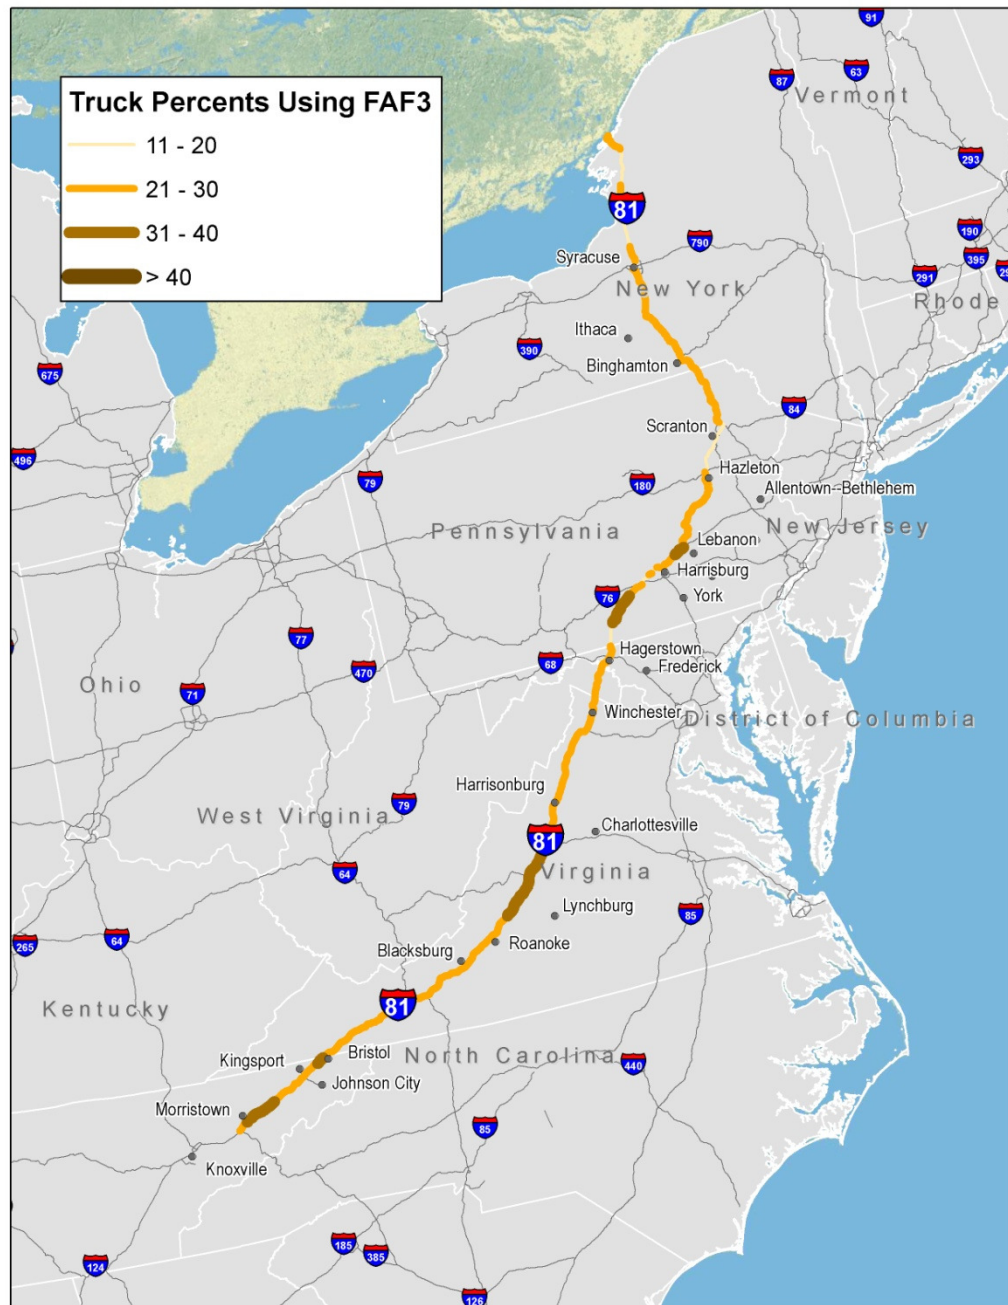 Truck Percents Using FAF3
11 - 20
21 - 30
31 - 40
> 40
91
87
63
Vermont
293
81
190
790
395
Syracuse
291
New York
Rhode
Ithaca
390
Binghamton
675
84
Scranton
496
79
Hazleton
180
Allentown--Bethlehem
Pennsylvania
New Jersey
Lebanon
Harrisburg
76
York
77
Hagerstown
68
Frederick
470
Ohio
71
Winchester
District of Columbia
Harrisonburg
79
West Virginia
Charlottesville
81
64
Virginia
Lynchburg
85
64
265
Roanoke
Blacksburg
81
Kentucky
Bristol
North Carolina
Kingsport
440
Johnson City
Morristown
85
Knoxville
185
385
124
126